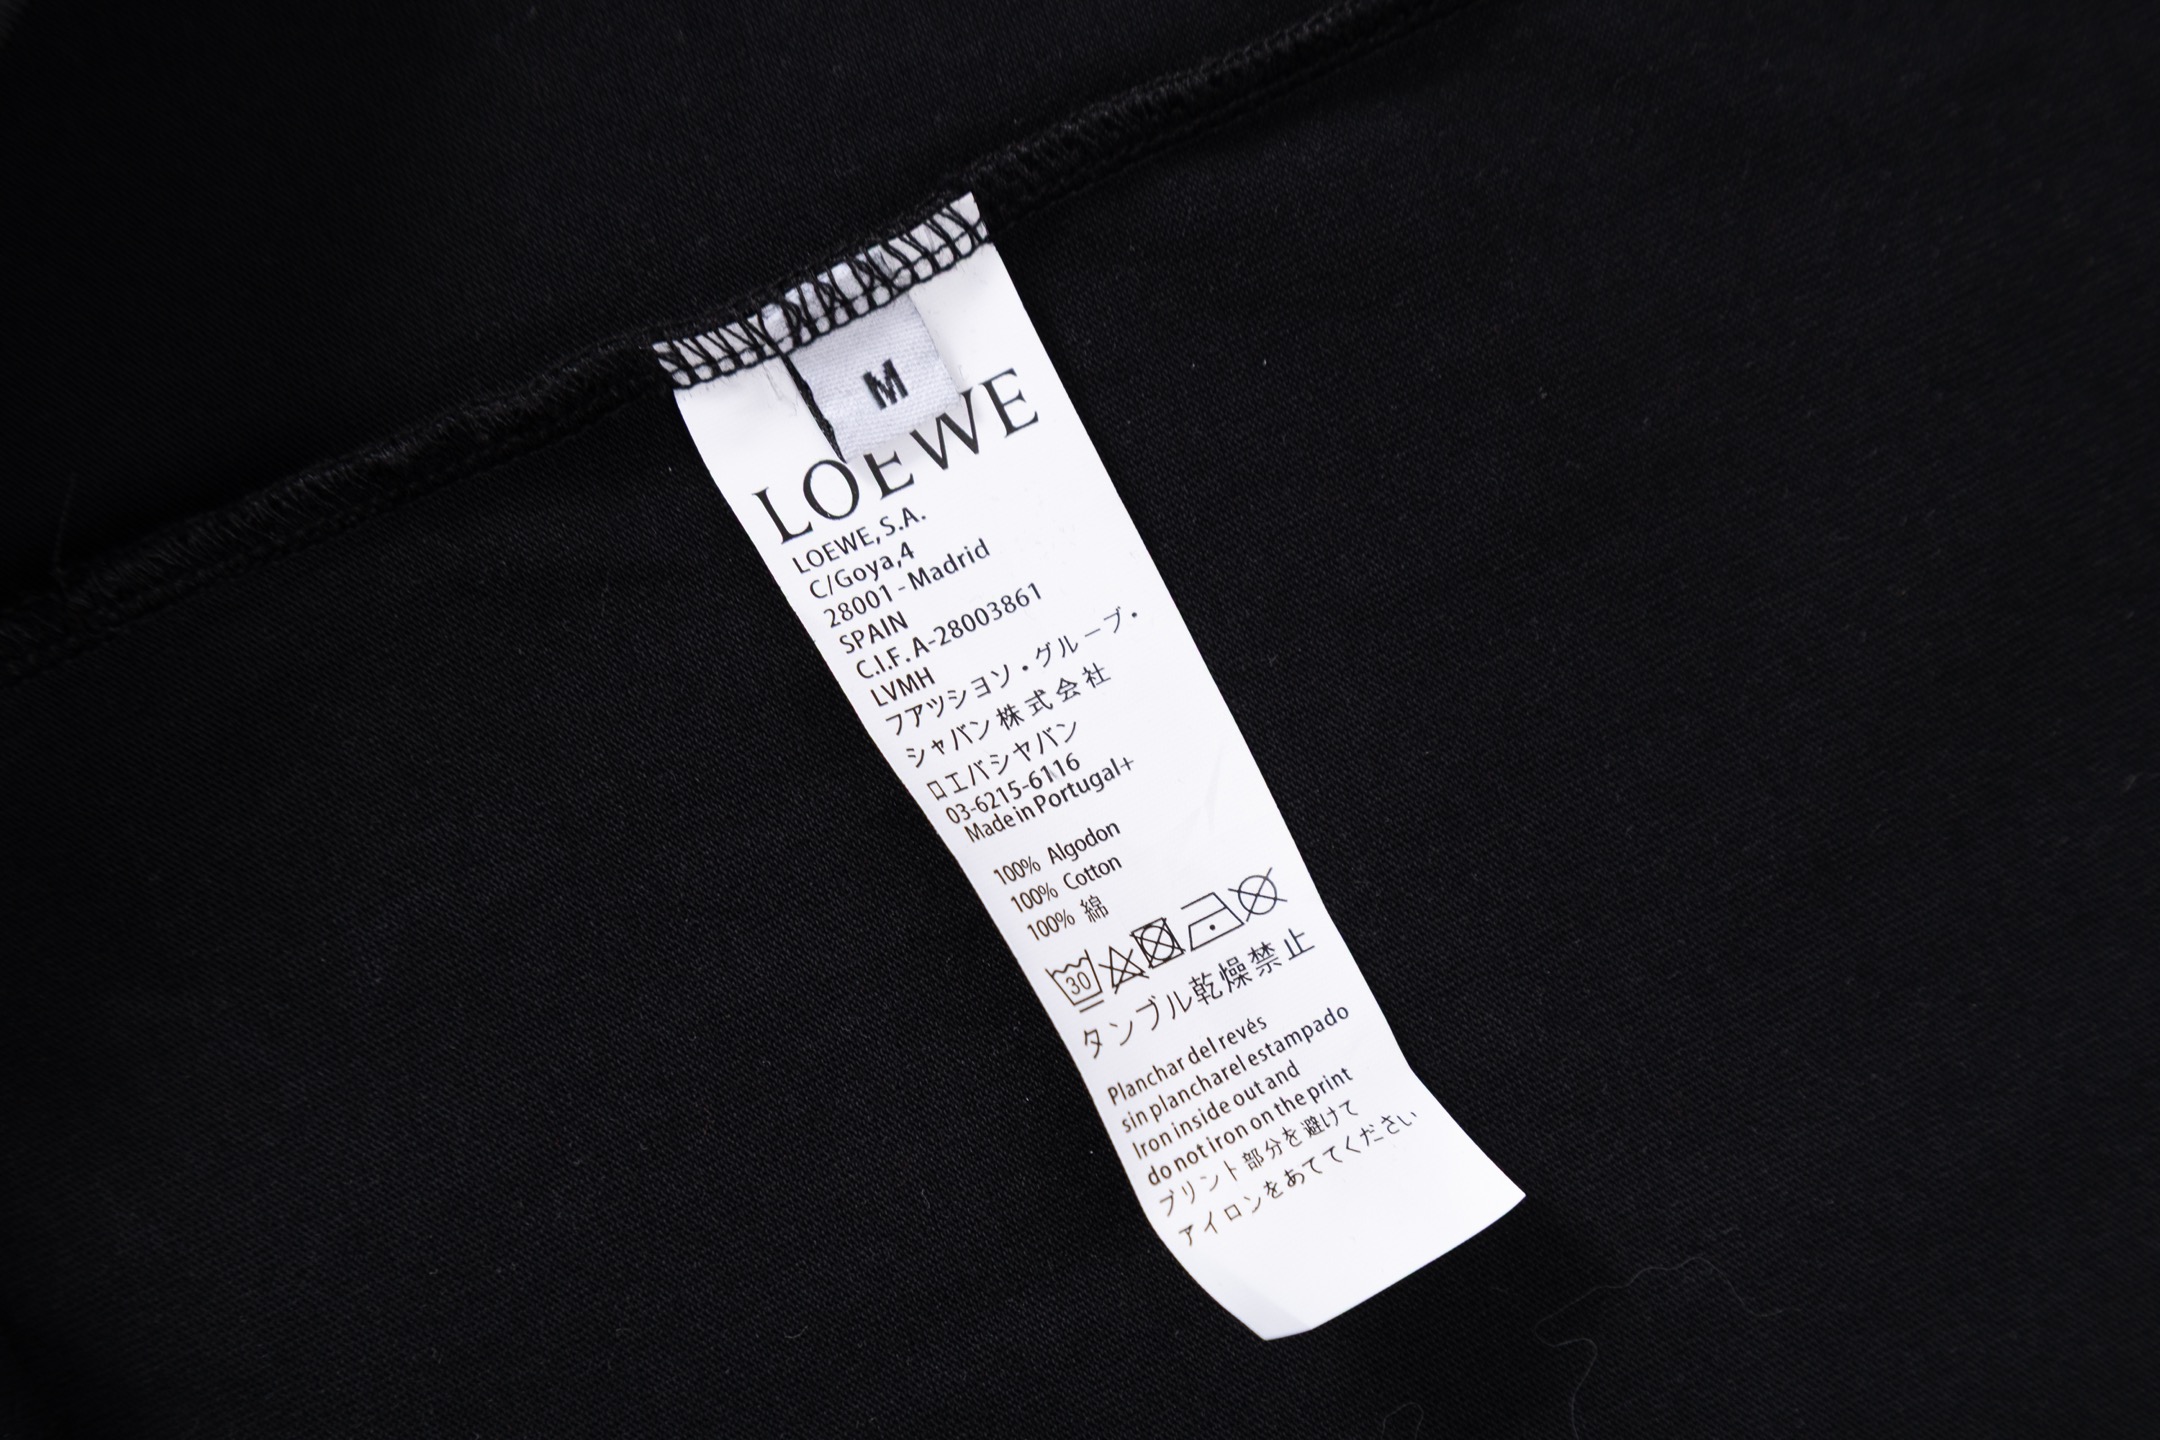 M
LOEWE
LOEWE, S.A.
C/Goya,4
28001 - Madrid
SPAIN
C.I.F. A-28003861
LVMH
フアツシヨソ・グループ・
シャバン株式会社
ロエバシヤバン
03-6215-6116
Made in Portugal+
100% Algodon
100% Cotton
100% 綿
30
タンブル乾燥禁止
Planchar del revés
sin planchar el estampado
Iron inside out and
do not iron on the print
プリント部分を避けて
アイロンをあててください